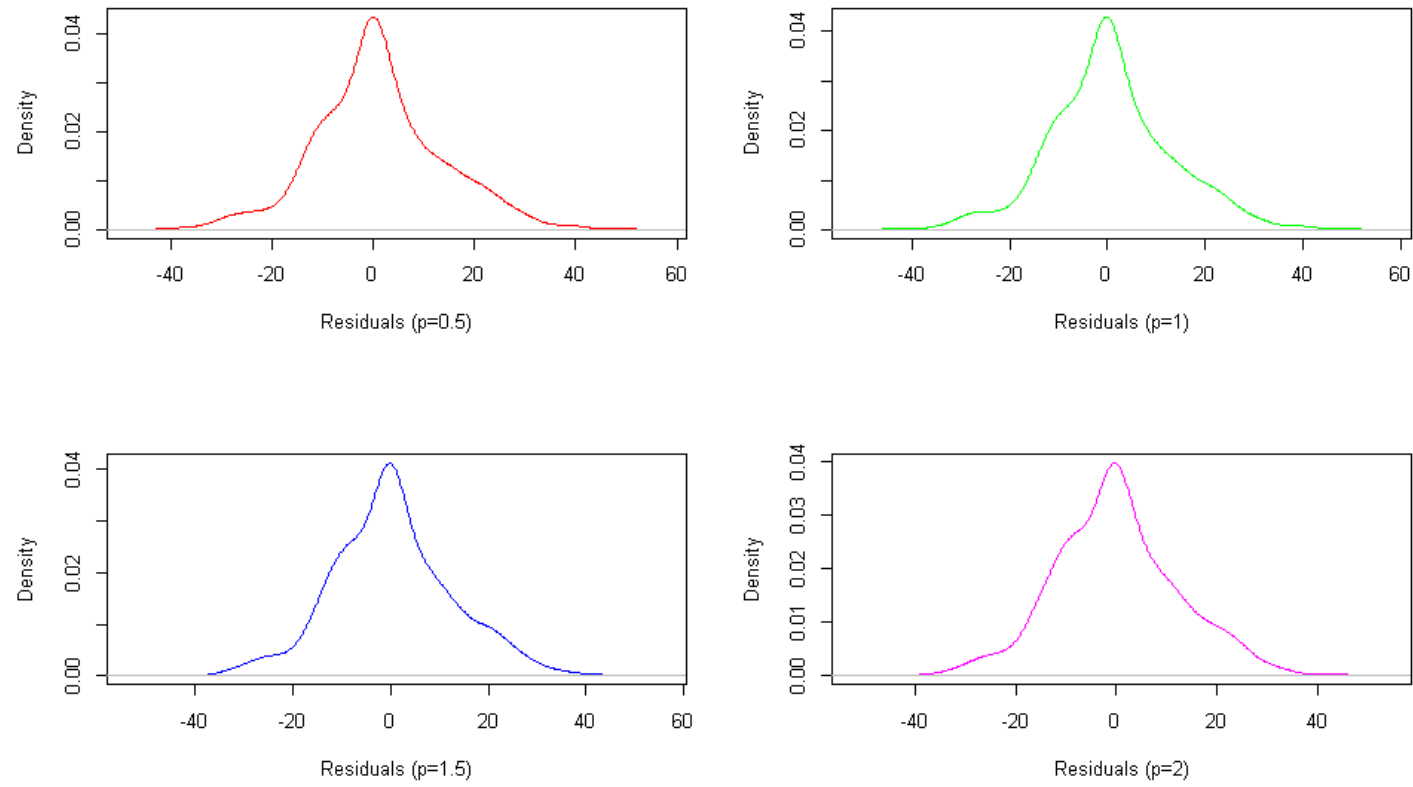 Density
0.00 0.02 0.04
-40 -20 0 20 40 60
Residuals (p=0.5)
Density
0.00 0.02 0.04
-40 -20 0 20 40 60
Residuals (p=1)
Density
0.00 0.02 0.04
-40 -20 0 20 40 60
Residuals (p=1.5)
Density
0.00 0.01 0.02 0.03 0.04
-40 -20 0 20 40
Residuals (p=2)